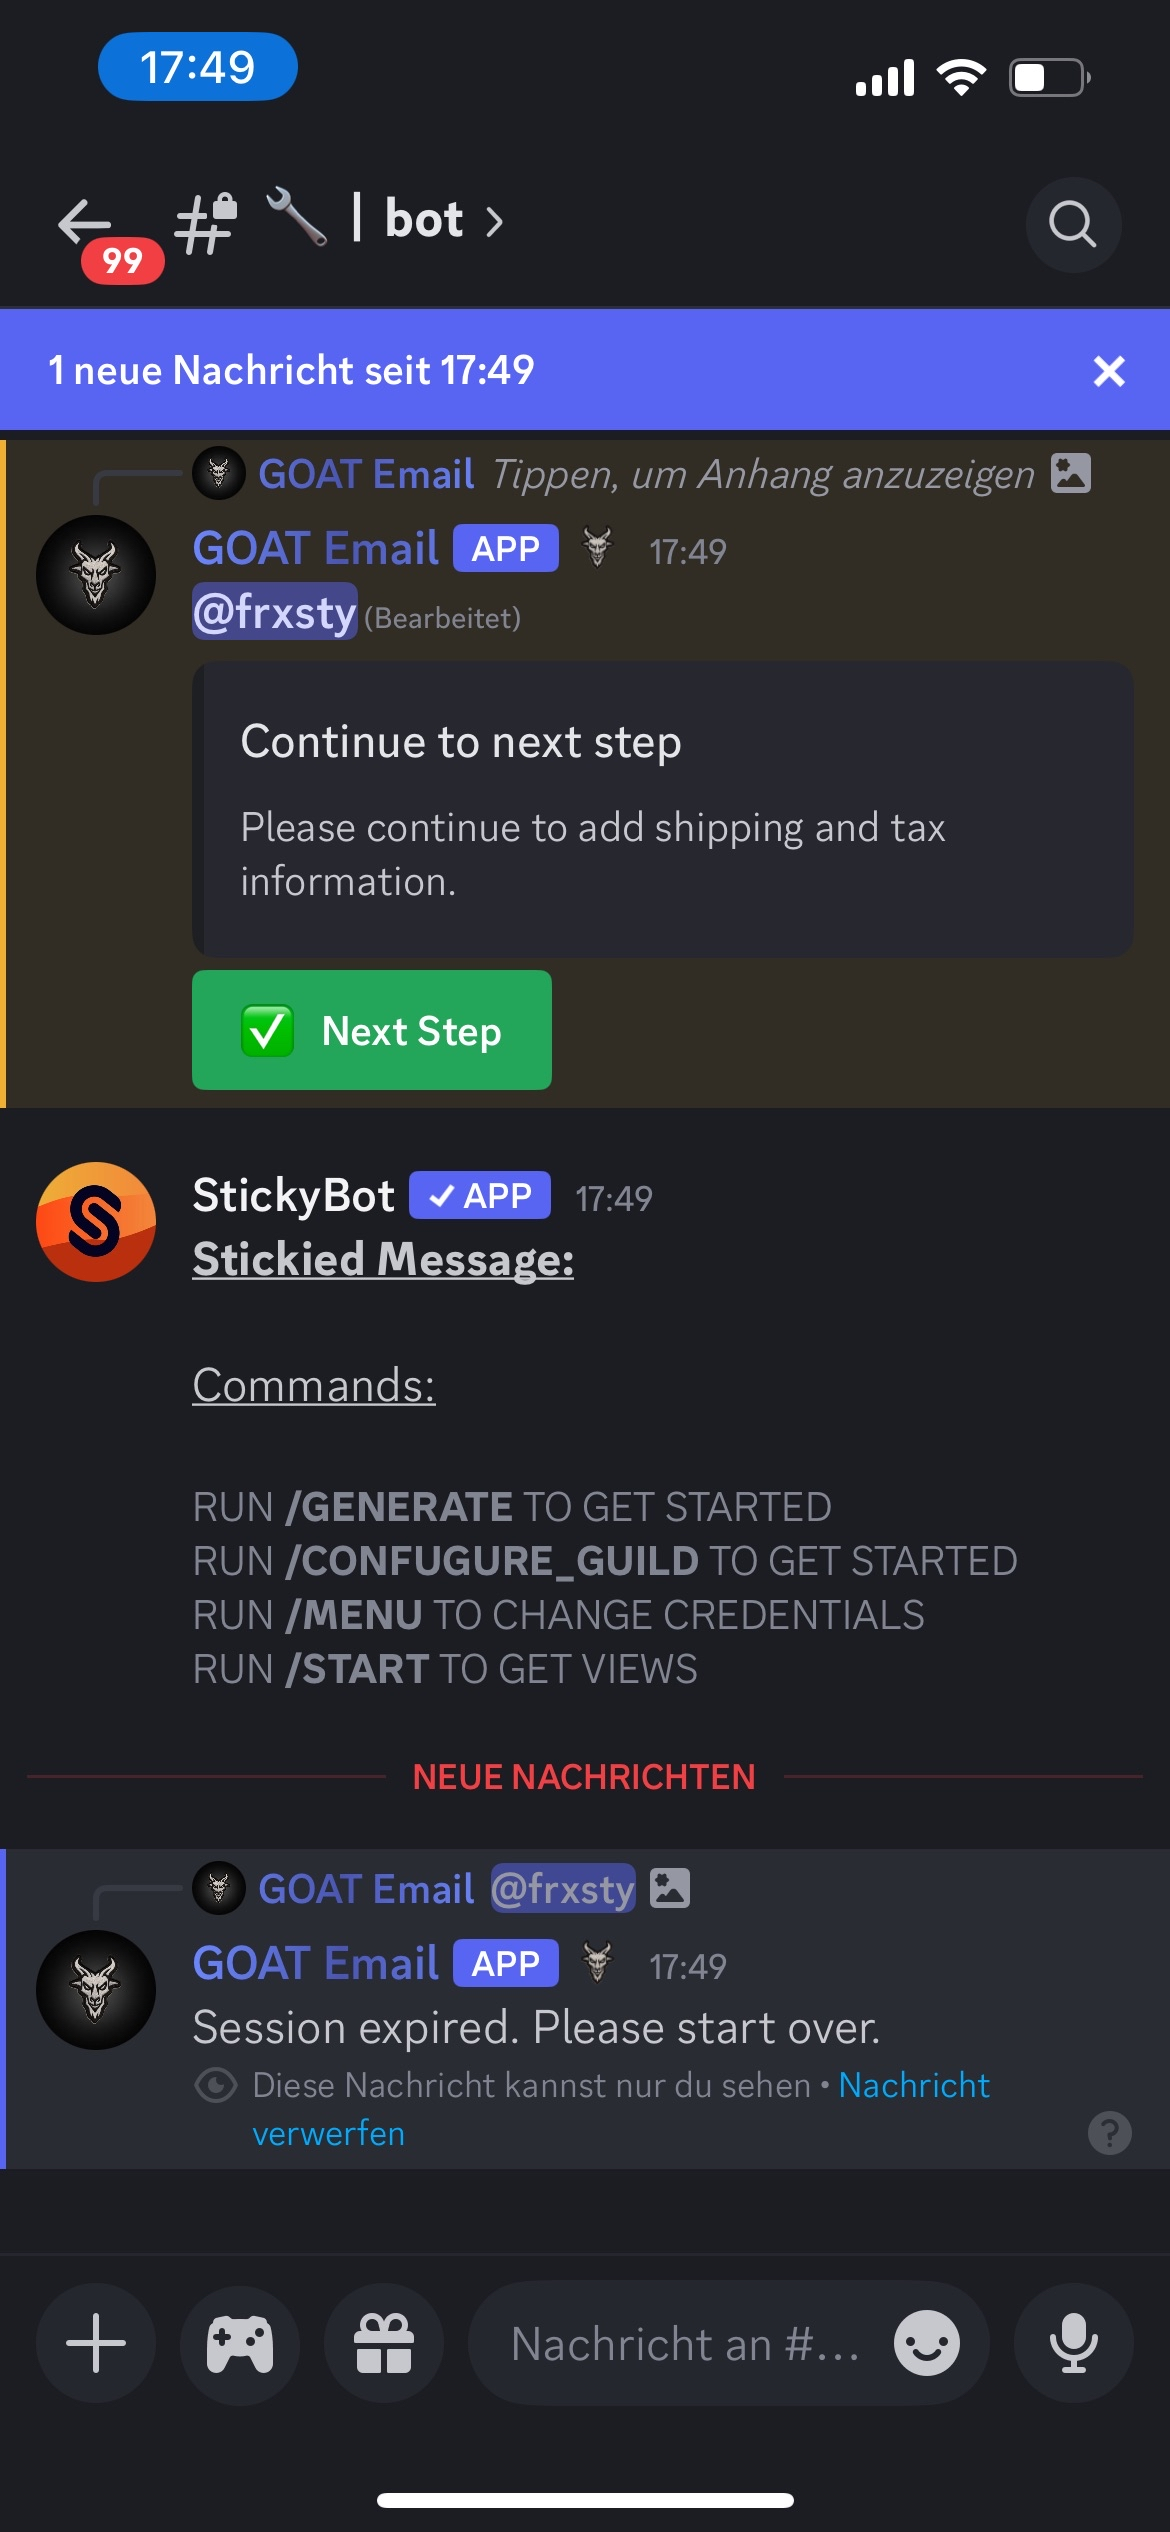 17:49
99
| bot
1 neue Nachricht seit 17:49
GOAT Email Tippen, um Anhang anzuzeigen
GOAT Email APP 17:49
@frxsty (Bearbeitet)
Continue to next step
Please continue to add shipping and tax
information.
Next Step
StickyBot APP 17:49
Stickied Message:
Commands:
RUN /GENERATE TO GET STARTED
RUN /CONFUGURE_GUILD TO GET STARTED
RUN /MENU TO CHANGE CREDENTIALS
RUN /START TO GET VIEWS
NEUE NACHRICHTEN
GOAT Email @frxsty
GOAT Email APP 17:49
Session expired. Please start over.
Diese Nachricht kannst nur du sehen • Nachricht
verwerfen
Nachricht an #...